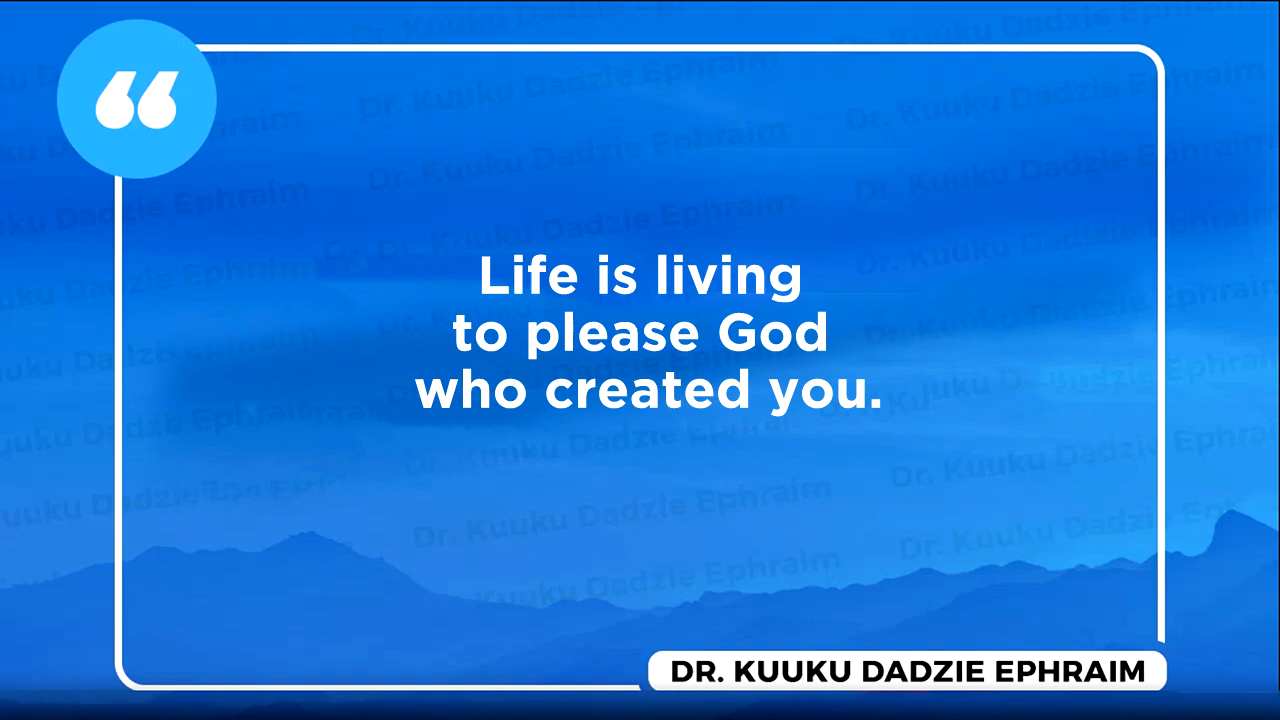 Life is living
to please God
who created you.
DR. KUUKU DADZIE EPHRAIM